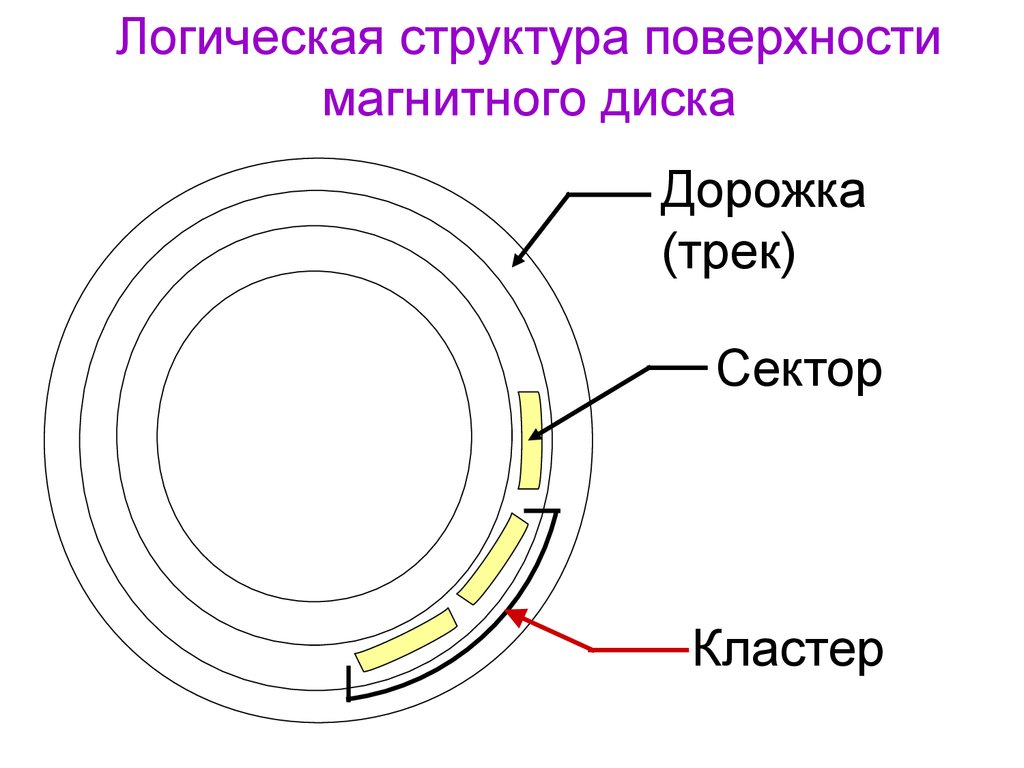 Логическая структура поверхности
магнитного диска
Дорожка
(трек)
Сектор
Кластер